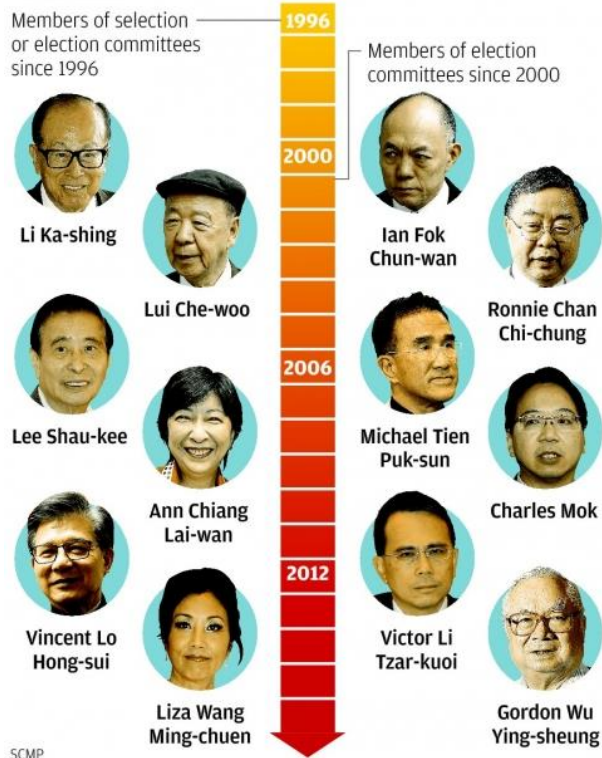 Members of selection
or election committees
since 1996
1996
Members of election
committees since 2000
2000
Li Ka-shing
Lui Che-woo
Ian Fok
Chun-wan
Ronnie Chan
Chi-chung
2006
Lee Shau-kee
Ann Chiang
Lai-wan
Michael Tien
Puk-sun
Charles Mok
2012
Vincent Lo
Hong-sui
Liza Wang
Ming-chuen
Victor Li
Tzar-kuoi
Gordon Wu
Ying-sheung
SCMP